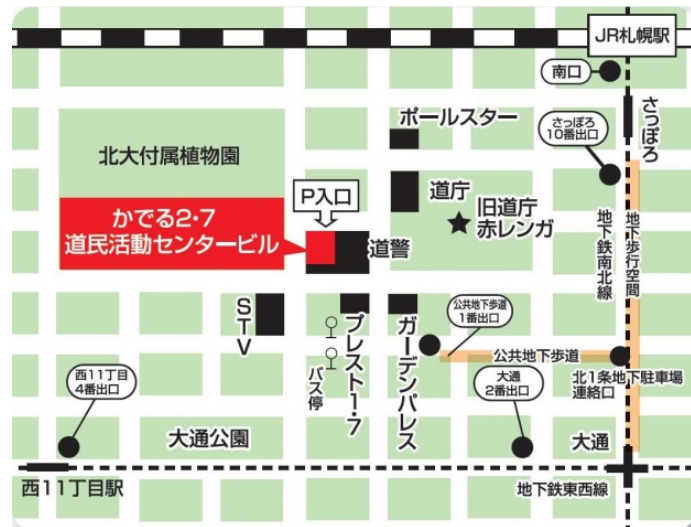 JR札幌駅
南口
さっぽろ
さっぽろ
10番出口
ポールスター
北大付属植物園
P入口
道庁
旧道庁
赤レンガ
かでる2・7
道民活動センタービル
道警
地下鉄南北線
地下歩行空間
STV
プレスト1・7
ガーデンパレス
公共地下歩道
1番出口
公共地下歩道
バス停
北1条地下駐車場
連絡口
西11丁目
4番出口
大通
2番出口
大通公園
大通
西11丁目駅
地下鉄東西線